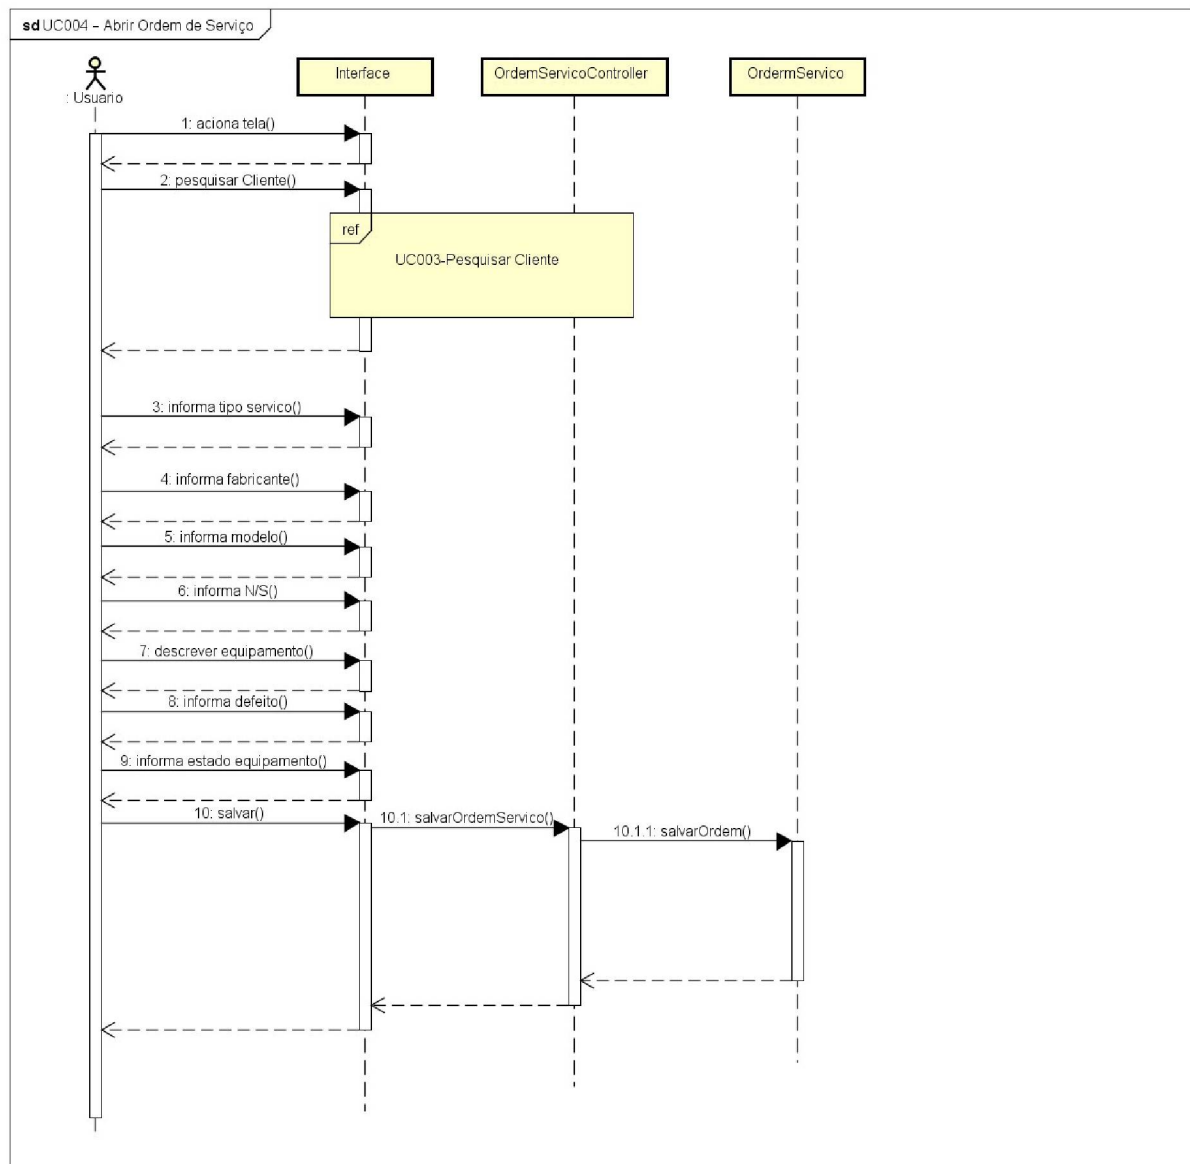 sd UC004 – Abrir Ordem de Serviço
: Usuario
Interface
OrdemServicoController
OrdermServico
1: aciona tela()
2: pesquisar Cliente()
ref
UC003-Pesquisar Cliente
3: informa tipo servico()
4: informa fabricante()
5: informa modelo()
6: informa N/S()
7: descrever equipamento()
8: informa defeito()
9: informa estado equipamento()
10: salvar()
10.1: salvarOrdemServico()
10.1.1: salvarOrdem()